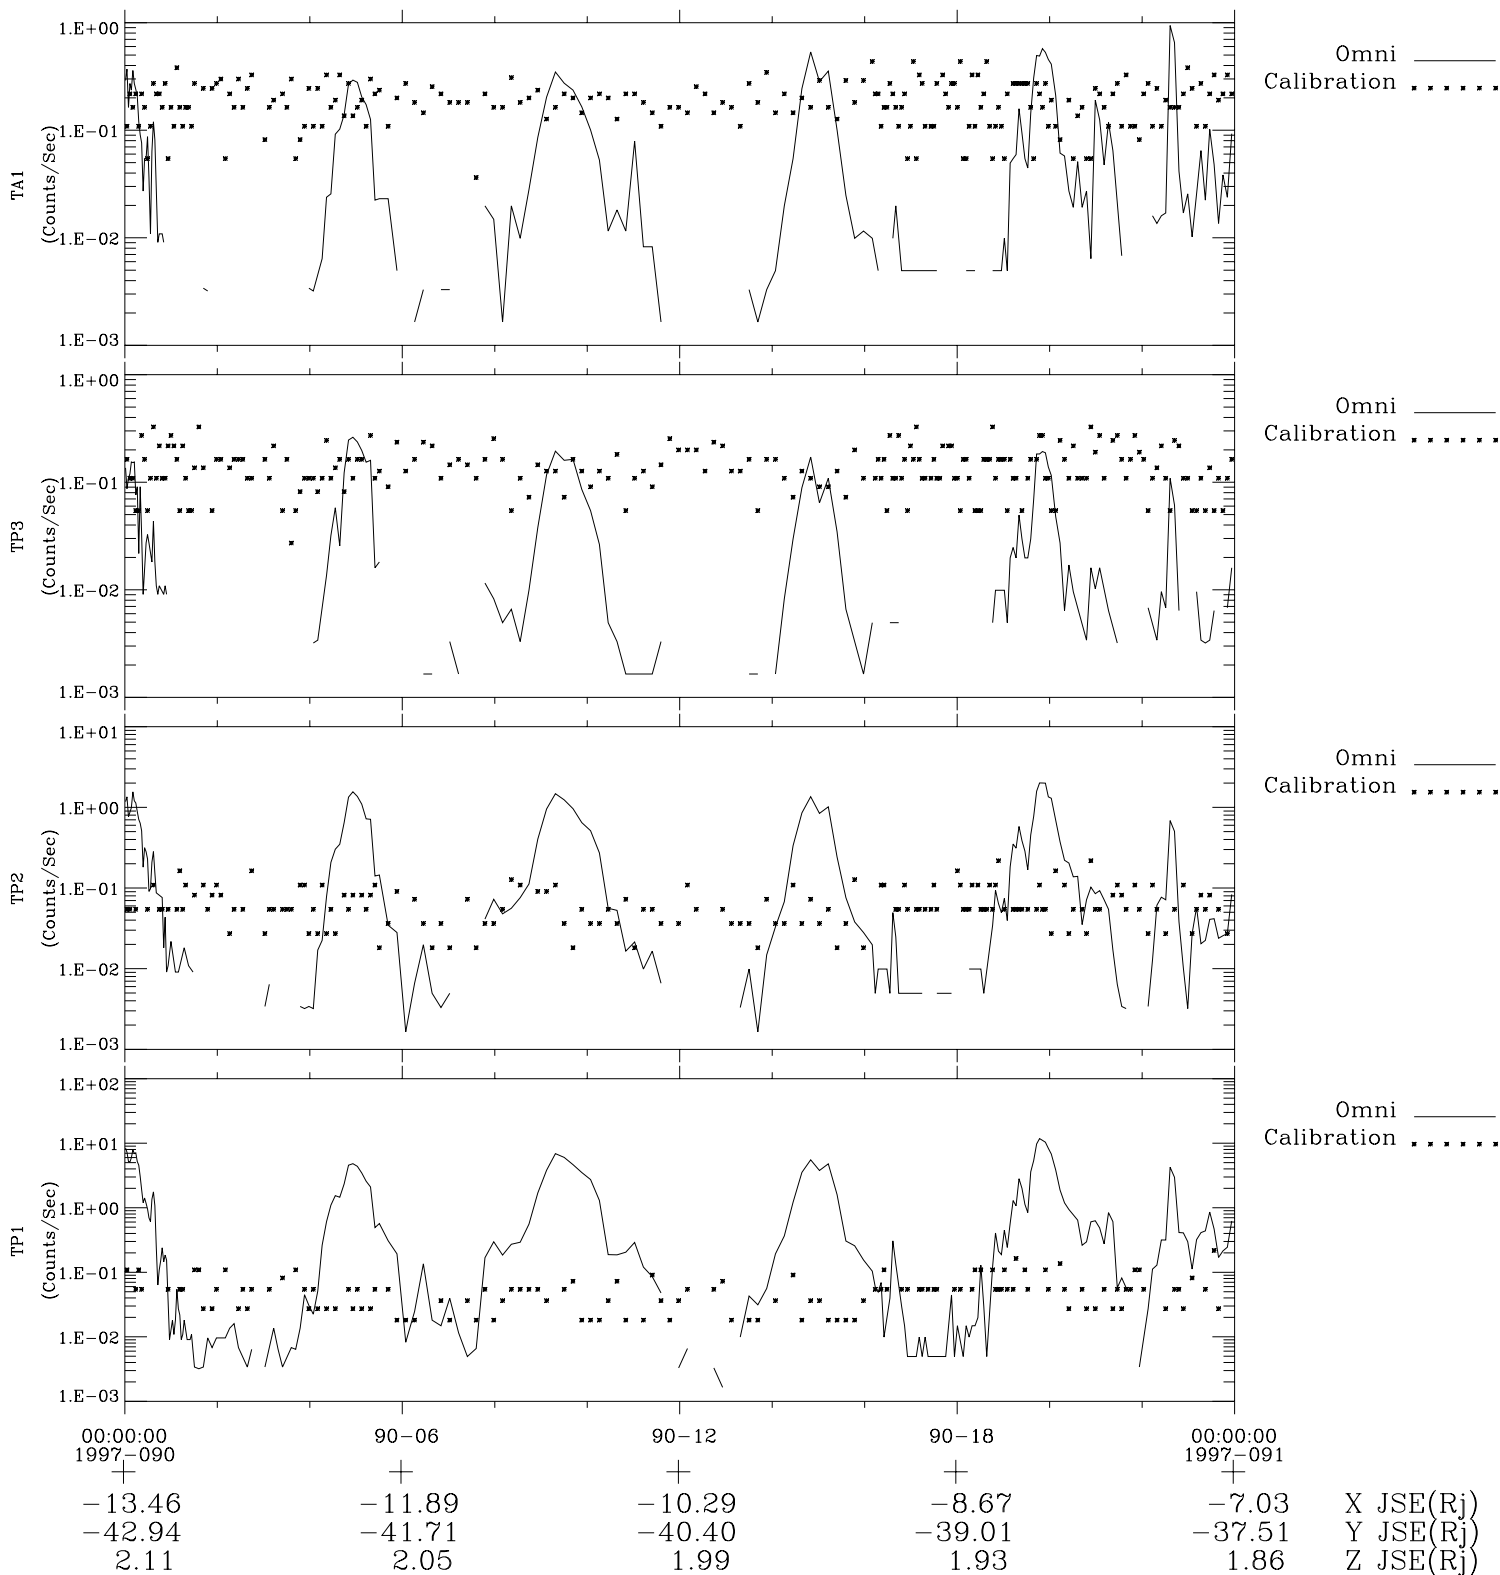 1.E+00
1.E-01
1.E-02
1.E-03
TA1
(Counts/Sec)
Omni
Calibration
1.E+00
1.E-01
1.E-02
1.E-03
TP3
(Counts/Sec)
Omni
Calibration
1.E+01
1.E+00
1.E-01
1.E-02
1.E-03
TP2
(Counts/Sec)
Omni
Calibration
1.E+02
1.E+01
1.E+00
1.E-01
1.E-02
1.E-03
TP1
(Counts/Sec)
Omni
Calibration
00:00:00 90-06 90-12 90-18 00:00:00
1997-090 1997-091
-13.46 -11.89 -10.29 -8.67 -7.03 X JSE(Rj)
-42.94 -41.71 -40.40 -39.01 -37.51 Y JSE(Rj)
2.11 2.05 1.99 1.93 1.86 Z JSE(Rj)